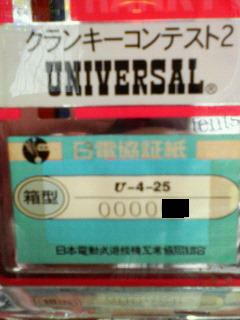 クランキーコンテスト2
UNIVERSAL®
tents
日電協証紙
箱型
U-4-25
0000
日本電動式遊技機工業協同組合